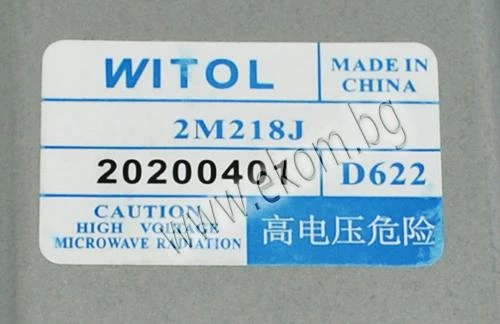 WITOL
MADE IN
CHINA
2M218J
20200407
D622
CAUTION
HIGH VOLTAGE
MICROWAVE RADIATION
高电压危险
www.ekom.bg